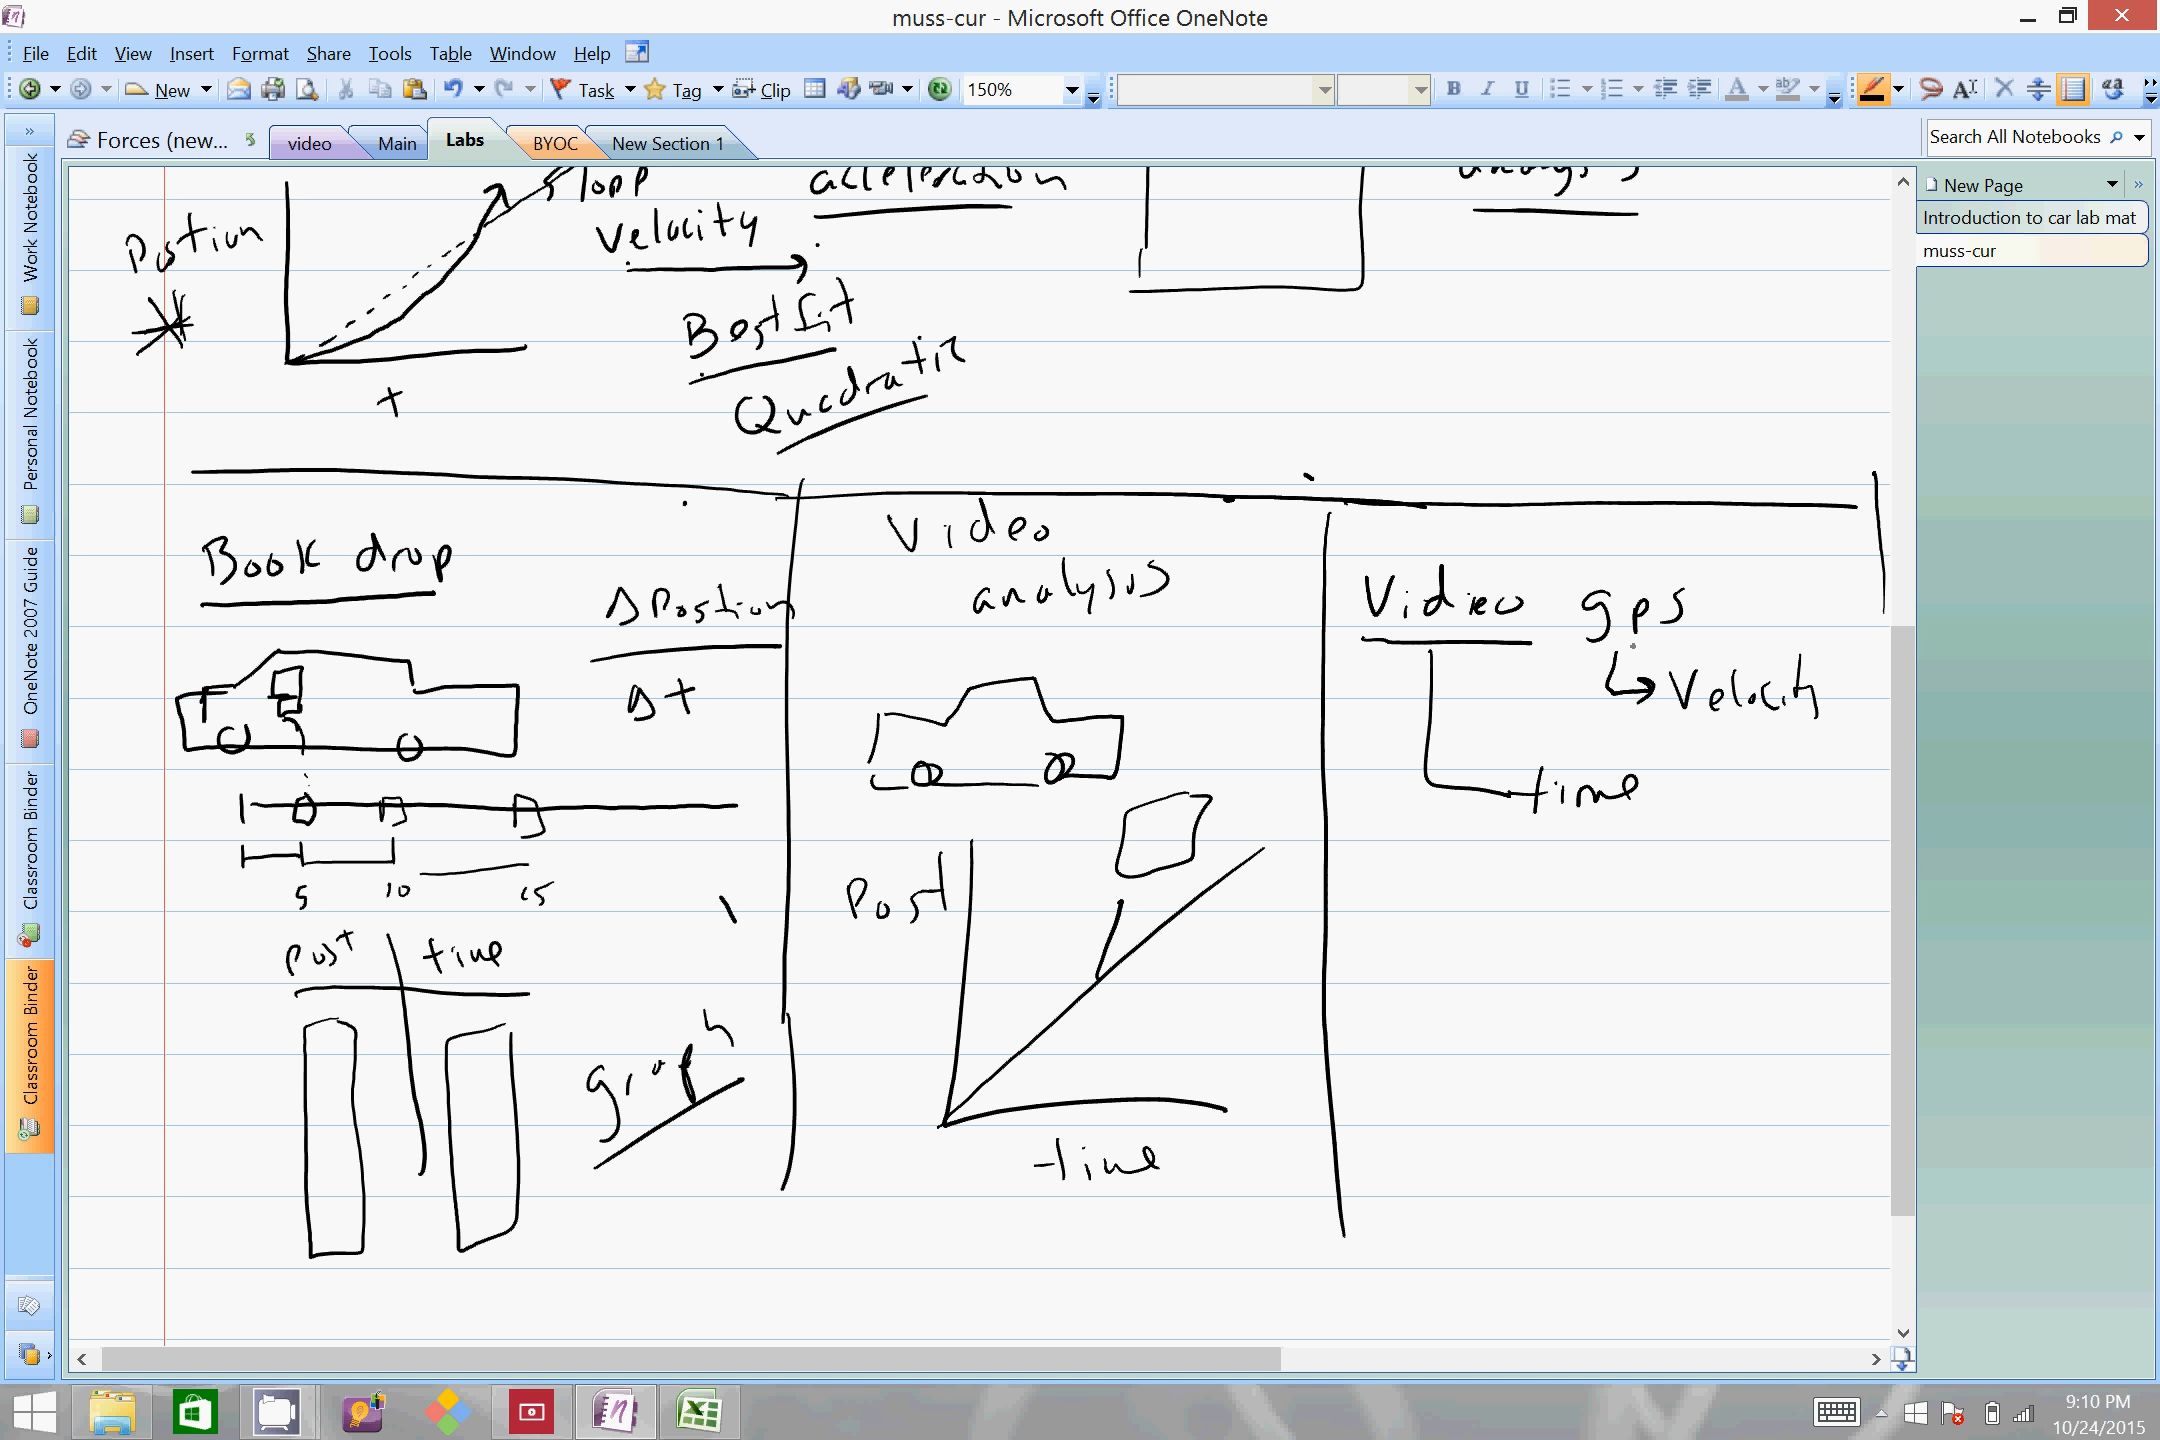 muss-cur - Microsoft Office OneNote
File Edit View Insert Format Share Tools Table Window Help
New Task Tag Clip 150% B I U
Forces (new... video Main Labs BYOC New Section 1
Search All Notebooks
New Page
Introduction to car lab mat
muss-cur
Work Notebook
Personal Notebook
OneNote 2007 Guide
Classroom Binder
Classroom Binder
Slope
acceleration
Velocity
Postion
t
Best fit
Quadratic
Book drop
Δ Postion
Δ t
5 10 15
post time
graph
Video
analysis
Post
time
Video gps
Velocity
time
9:10 PM
10/24/2015